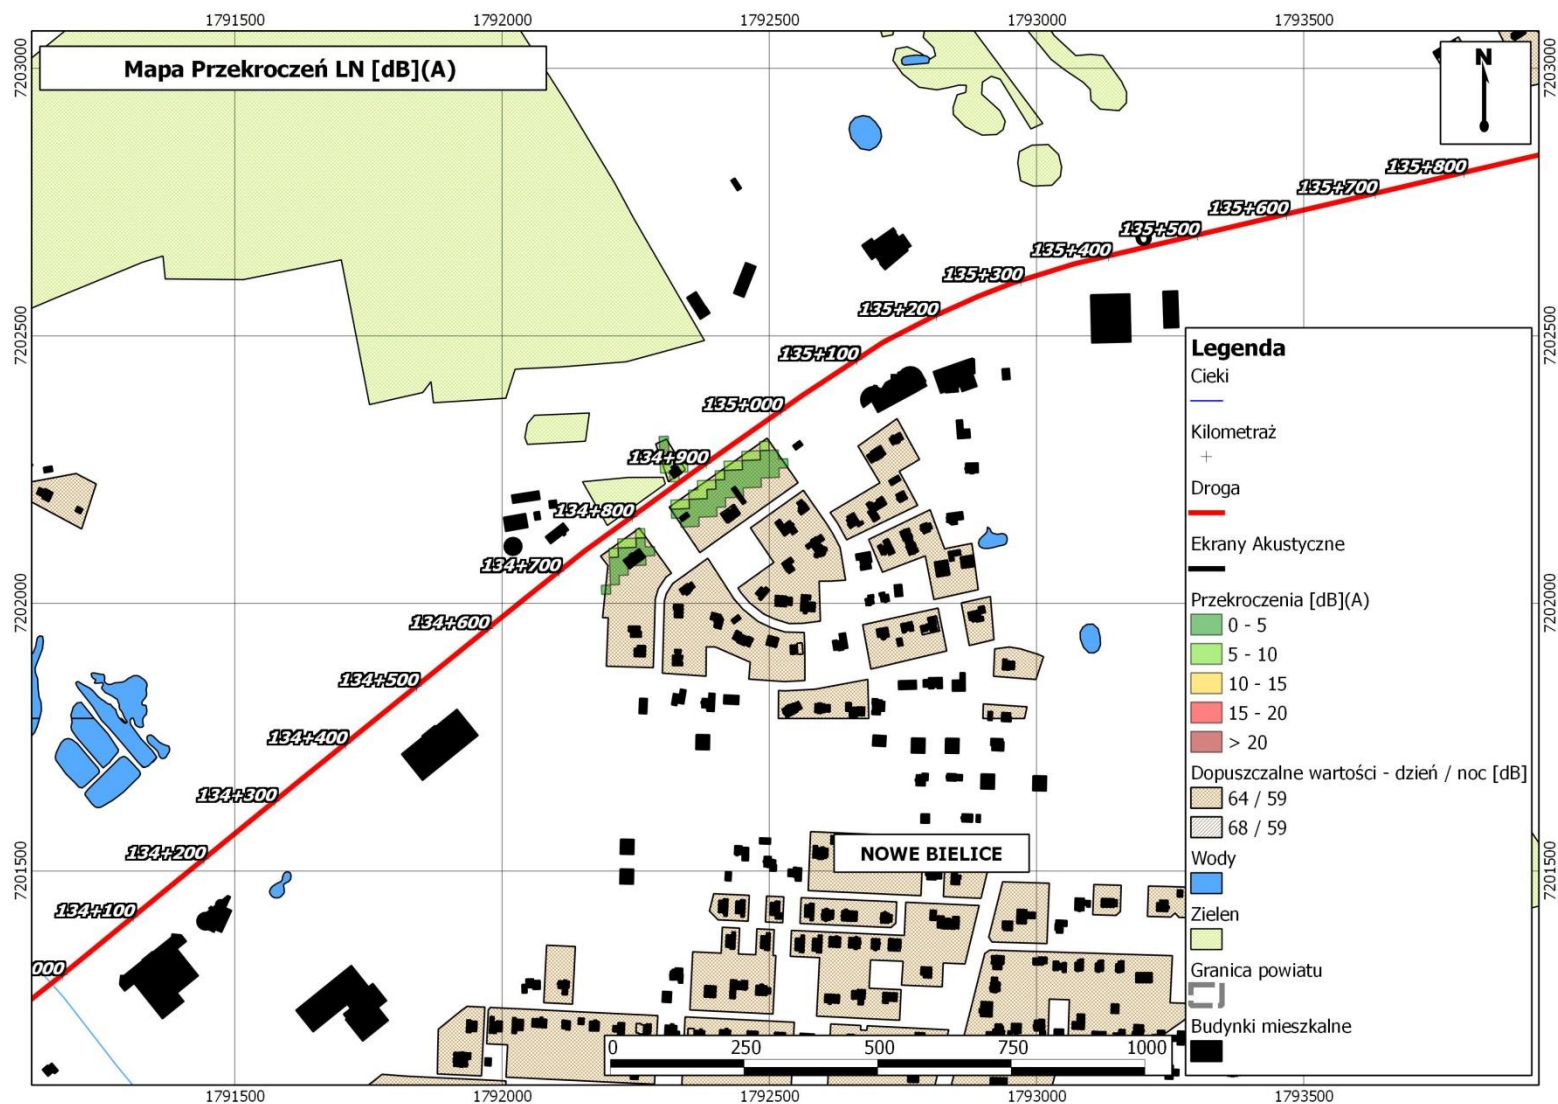 1791500 1792000 1792500 1793000 1793500
7203000 7203000
Mapa Przekroczeń LN [dB](A)
N
135+800
135+700
135+600
135+500
135+400
135+300
135+200
7202500
135+100
135+000
134+900
134+800
134+700
7202000
134+600
134+500
134+400
134+300
134+200
7201500 7201500
134+100
000
NOWE BIELICE
Legenda
Cieki
Kilometraż
Droga
Ekrany Akustyczne
Przekroczenia [dB](A)
0 - 5
5 - 10
10 - 15
15 - 20
> 20
Dopuszczalne wartości - dzień / noc [dB]
64 / 59
68 / 59
Wody
Zielen
Granica powiatu
Budynki mieszkalne
0 250 500 750 1000
1791500 1792000 1792500 1793000 1793500